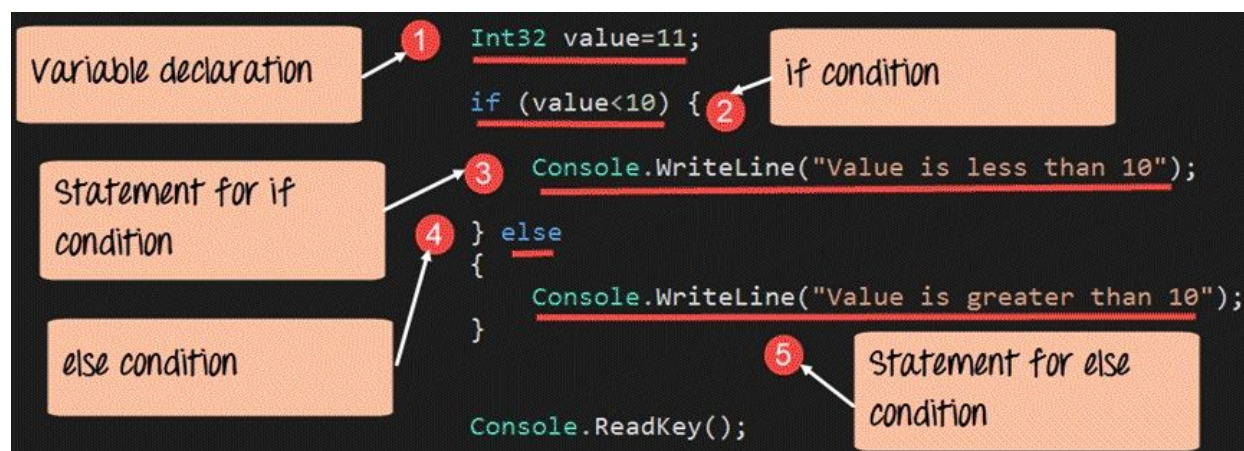 Variable declaration
1
Int32 value=11;
if (value<10) {
2
if condition
Statement for if
condition
3
Console.WriteLine("Value is less than 10");
4
} else
{
else condition
Console.WriteLine("Value is greater than 10");
}
5
Statement for else
condition
Console.ReadKey();